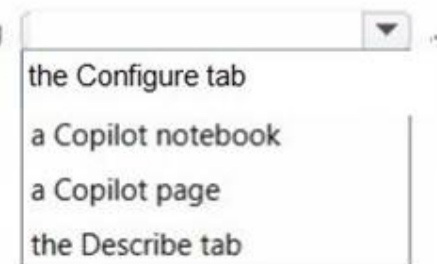 the Configure tab
a Copilot notebook
a Copilot page
the Describe tab